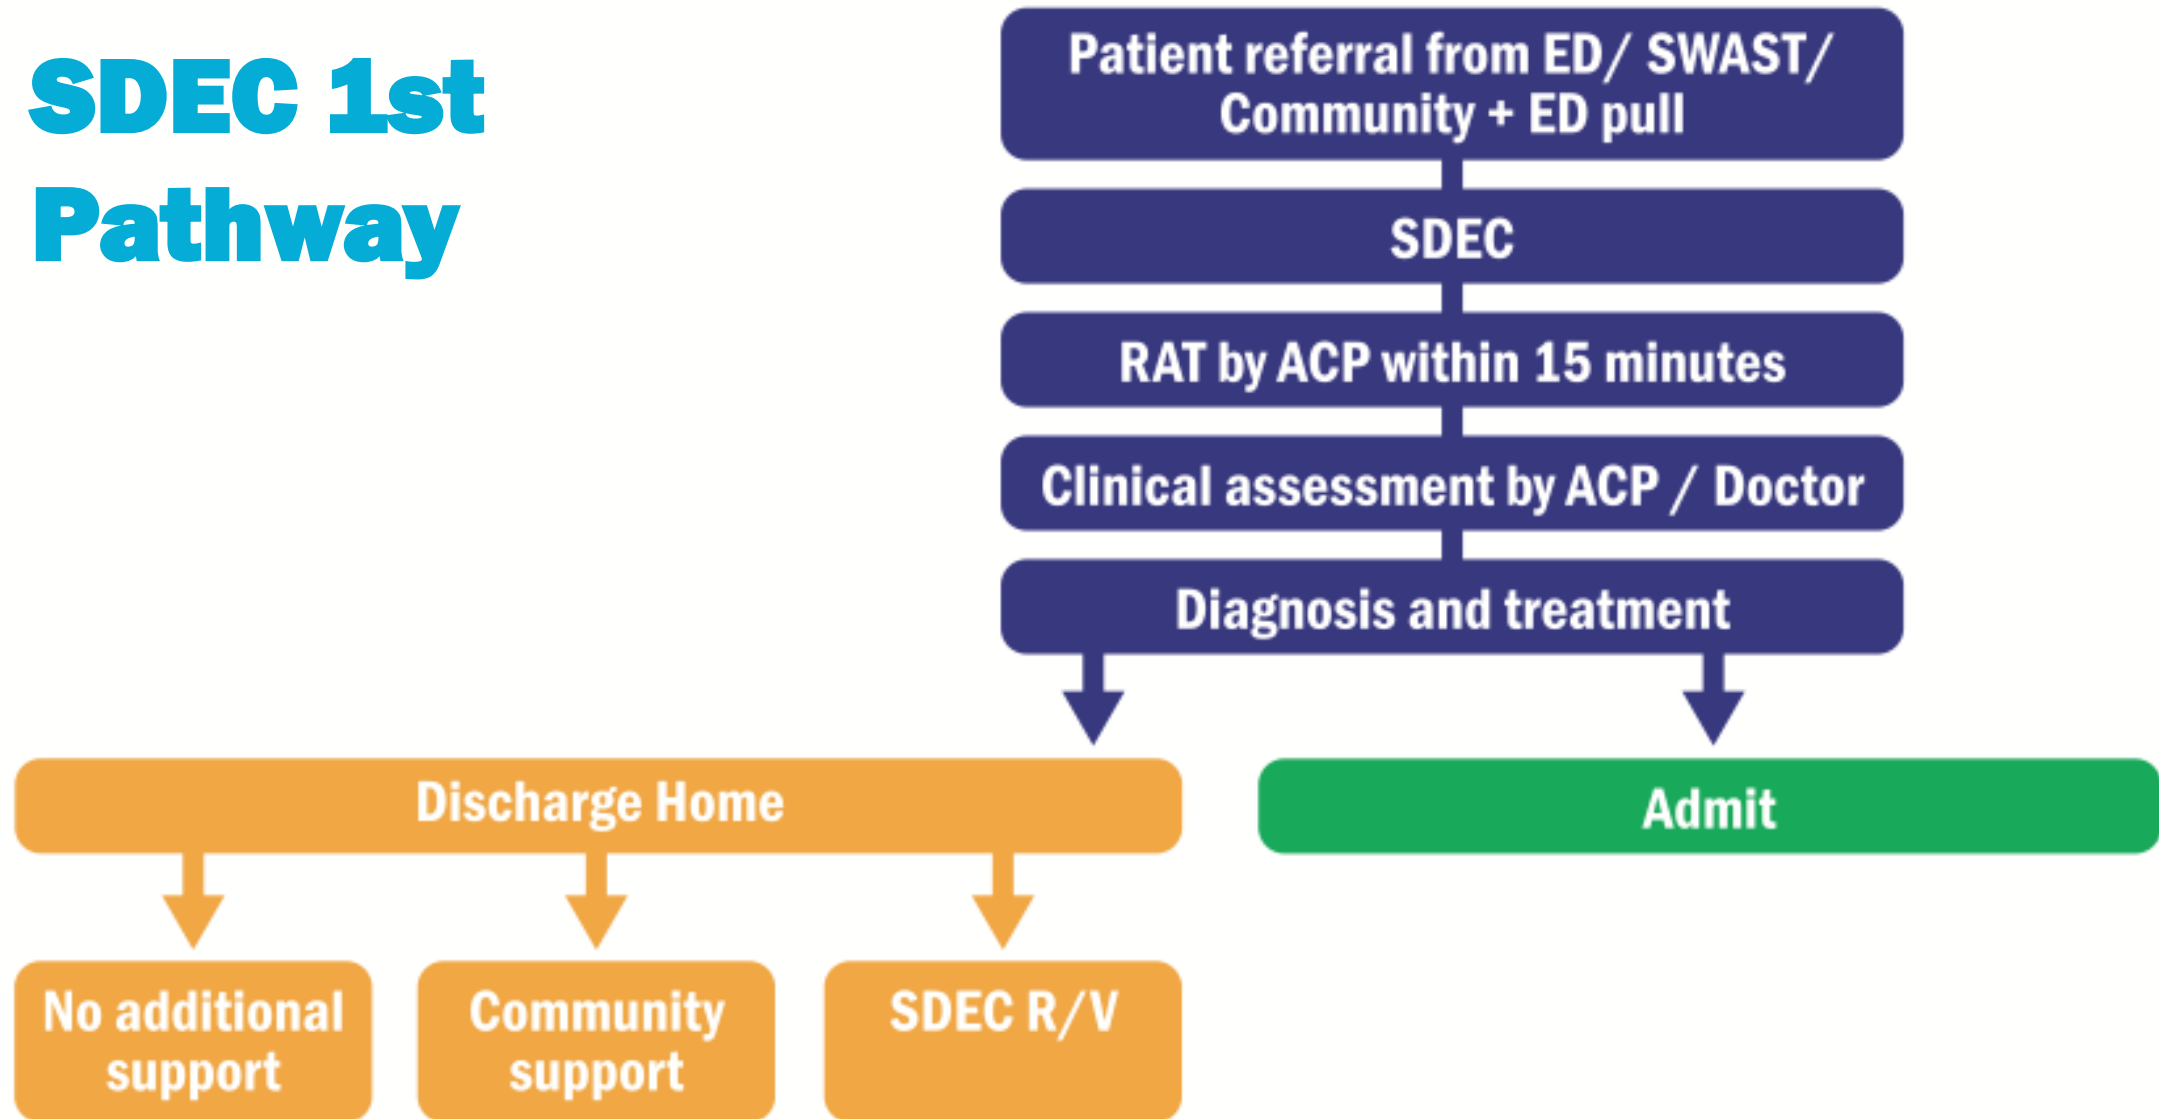 SDEC 1st
Pathway
Patient referral from ED/ SWAST/
Community + ED pull
SDEC
RAT by ACP within 15 minutes
Clinical assessment by ACP / Doctor
Diagnosis and treatment
Discharge Home
Admit
No additional
support
Community
support
SDEC R/V